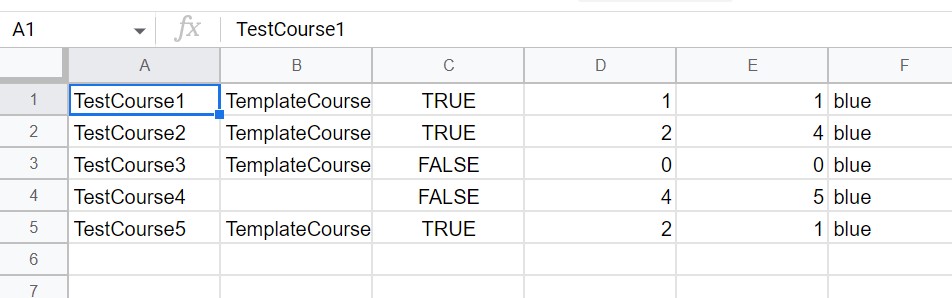 A1 fx TestCourse1
A B C D E F
1 TestCourse1 TemplateCourse TRUE 1 1 blue
2 TestCourse2 TemplateCourse TRUE 2 4 blue
3 TestCourse3 TemplateCourse FALSE 0 0 blue
4 TestCourse4 FALSE 4 5 blue
5 TestCourse5 TemplateCourse TRUE 2 1 blue
6
7